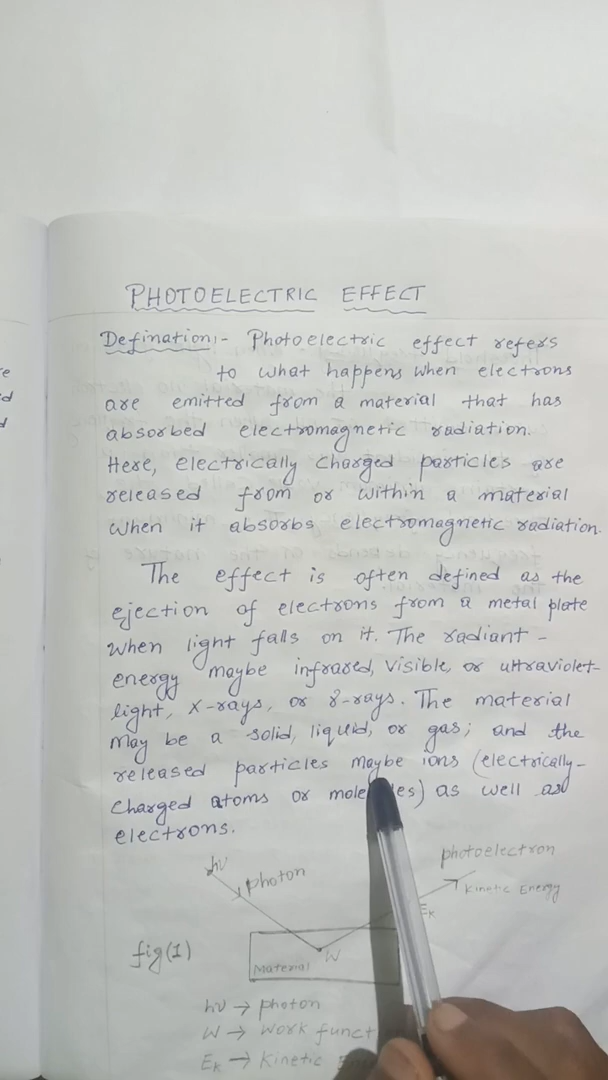 PHOTOELECTRIC EFFECT
Defination:- Photoelectric effect refers
to what happens when electrons
are emitted from a material that has
absorbed electromagnetic radiation.
Here, electrically charged particles are
released from or within a material
when it absorbs electromagnetic radiation.
The effect is often defined as the
ejection of electrons from a metal plate
when light falls on it. The radiant-
energy maybe infrared, visible, or ultraviolet-
light, X-rays, or γ-rays. The material
may be a solid, liquid, or gas; and the
released particles maybe ions (electrically-
charged atoms or as well as
electrons.
hν photon
photoelectron
Kinetic Energy
EK
fig(1)
Material W
hν → photon
W → Work
EK → Kinetic